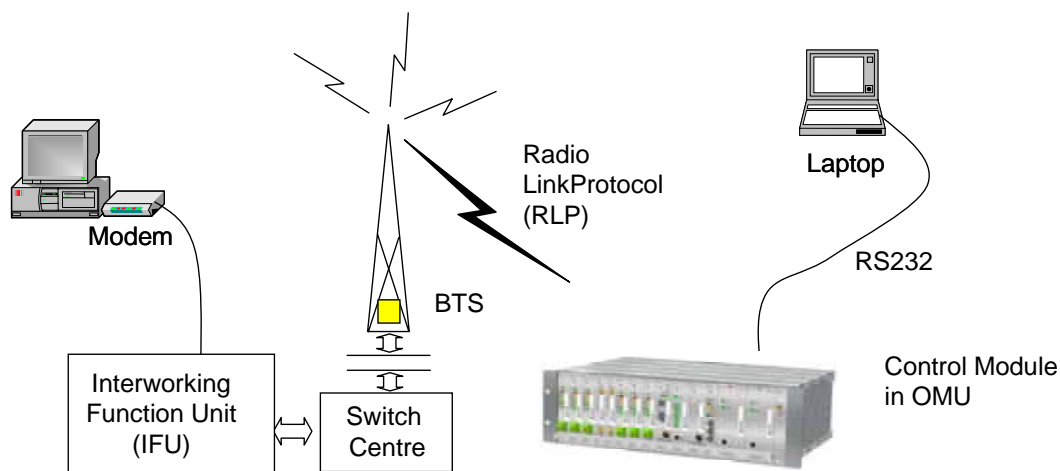 Modem
Radio
LinkProtocol
(RLP)
Laptop
RS232
BTS
Interworking
Function Unit
(IFU)
Switch
Centre
Control Module
in OMU